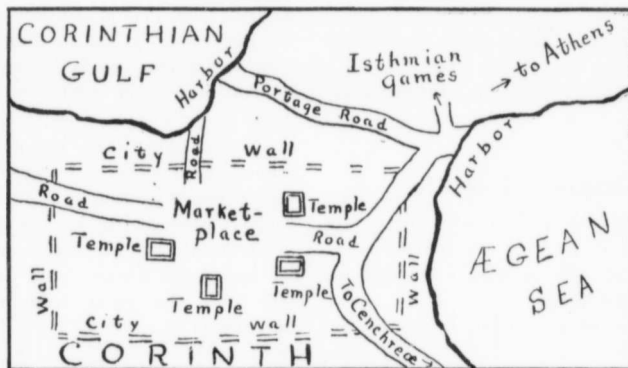 CORINTHIAN
GULF
Harbor
Portage Road
Isthmian
games
to Athens
Harbor
City Wall
Road
Road
Market-
place
Temple
Temple
Road
Temple
Temple
Wall
Wall
ÆGEAN
SEA
To Cenchreæ
City Wall
CORINTH